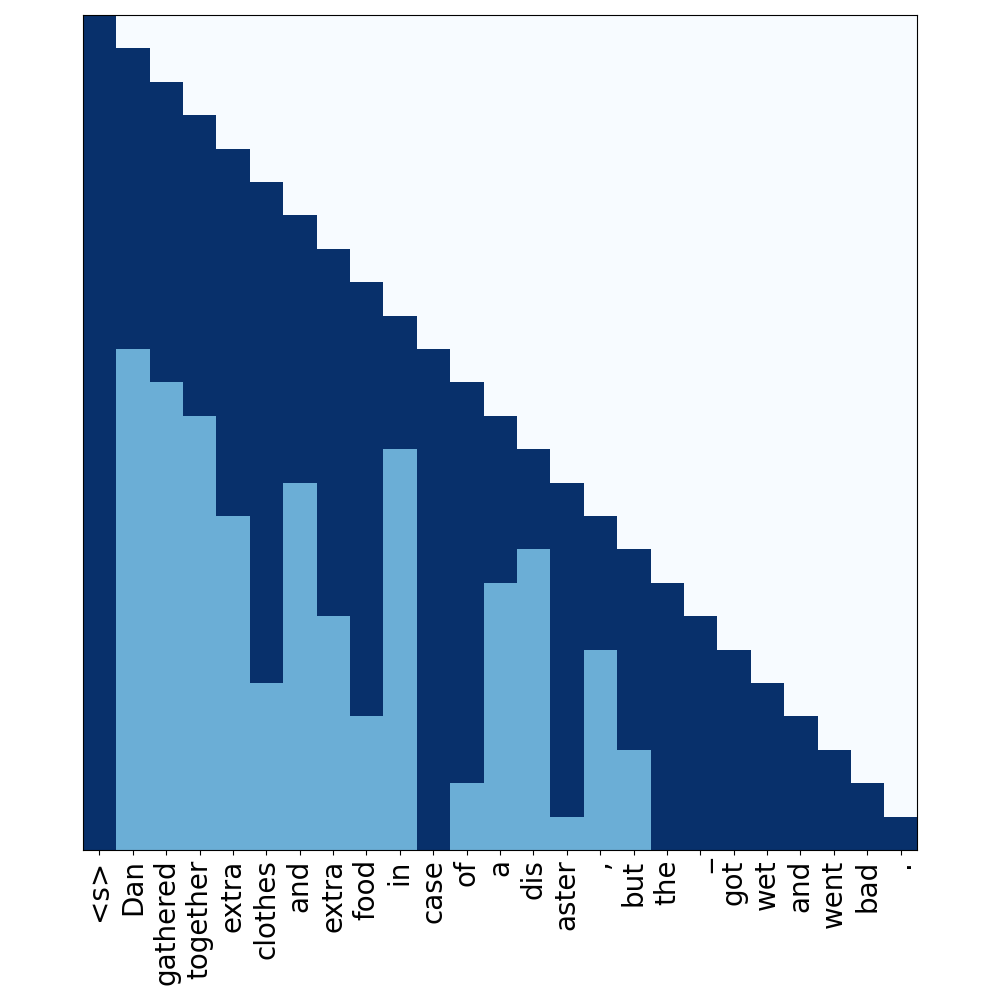 <s>
Dan
gathered
together
extra
clothes
and
extra
food
in
case
of
a
dis
aster
,
but
the
_
got
wet
and
went
bad
.